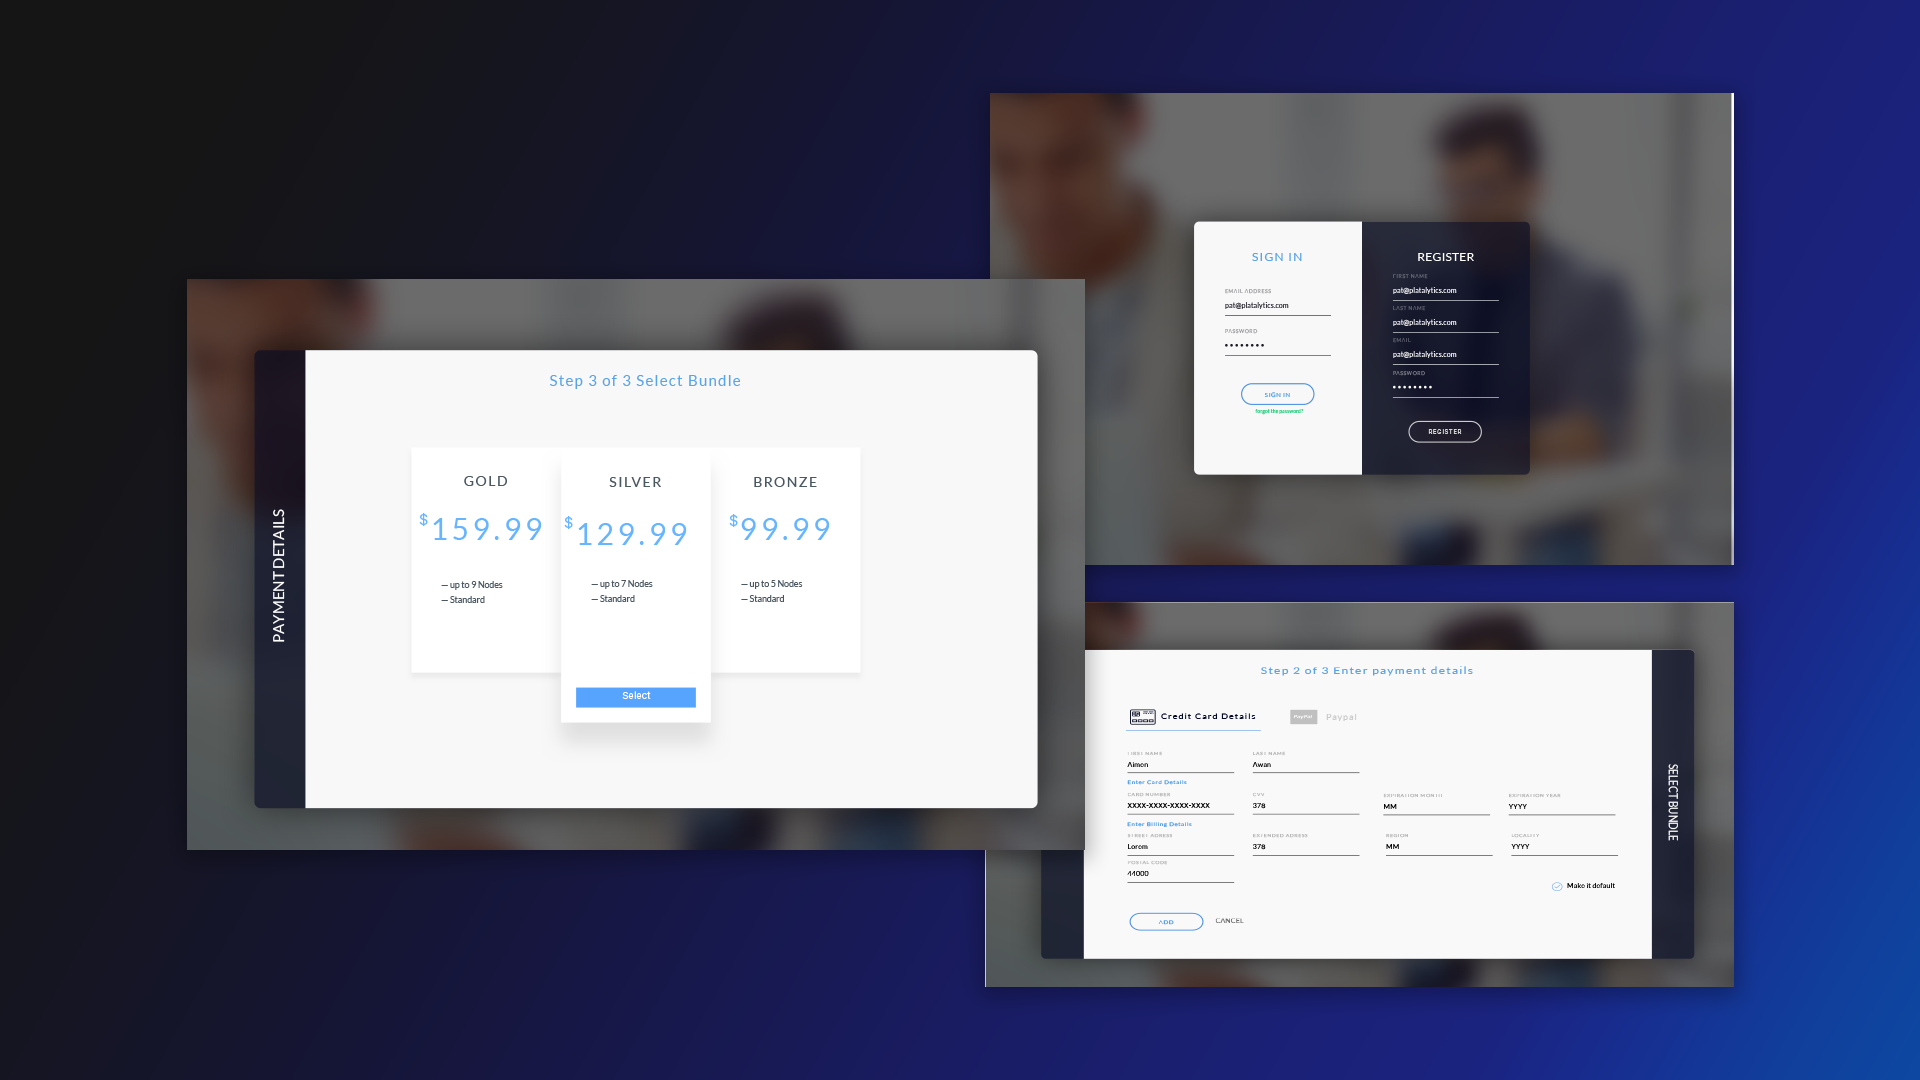 Step 3 of 3 Select Bundle
PAYMENT DETAILS
GOLD
$159.99
— up to 9 Nodes
— Standard
SILVER
$129.99
— up to 7 Nodes
— Standard
Select
BRONZE
$99.99
— up to 5 Nodes
— Standard
SIGN IN
EMAIL ADDRESS
pat@platalytics.com
PASSWORD
••••••••
SIGN IN
forgot the password?
REGISTER
FIRST NAME
pat@platalytics.com
LAST NAME
pat@platalytics.com
EMAIL
pat@platalytics.com
PASSWORD
••••••••
REGISTER
Step 2 of 3 Enter payment details
Credit Card Details
PayPal
Paypal
FIRST NAME
LAST NAME
Aimon
Awan
Enter Card Details
CARD NUMBER
CVV
EXPIRATION MONTH
EXPIRATION YEAR
XXXX-XXXX-XXXX-XXXX
378
MM
YYYY
Enter Billing Details
STREET ADRESS
EXTENDED ADRESS
REGION
LOCALITY
Lorom
378
MM
YYYY
POSTAL CODE
44000
Make it dofault
ADD
CANCEL
SELECT BUNDLE